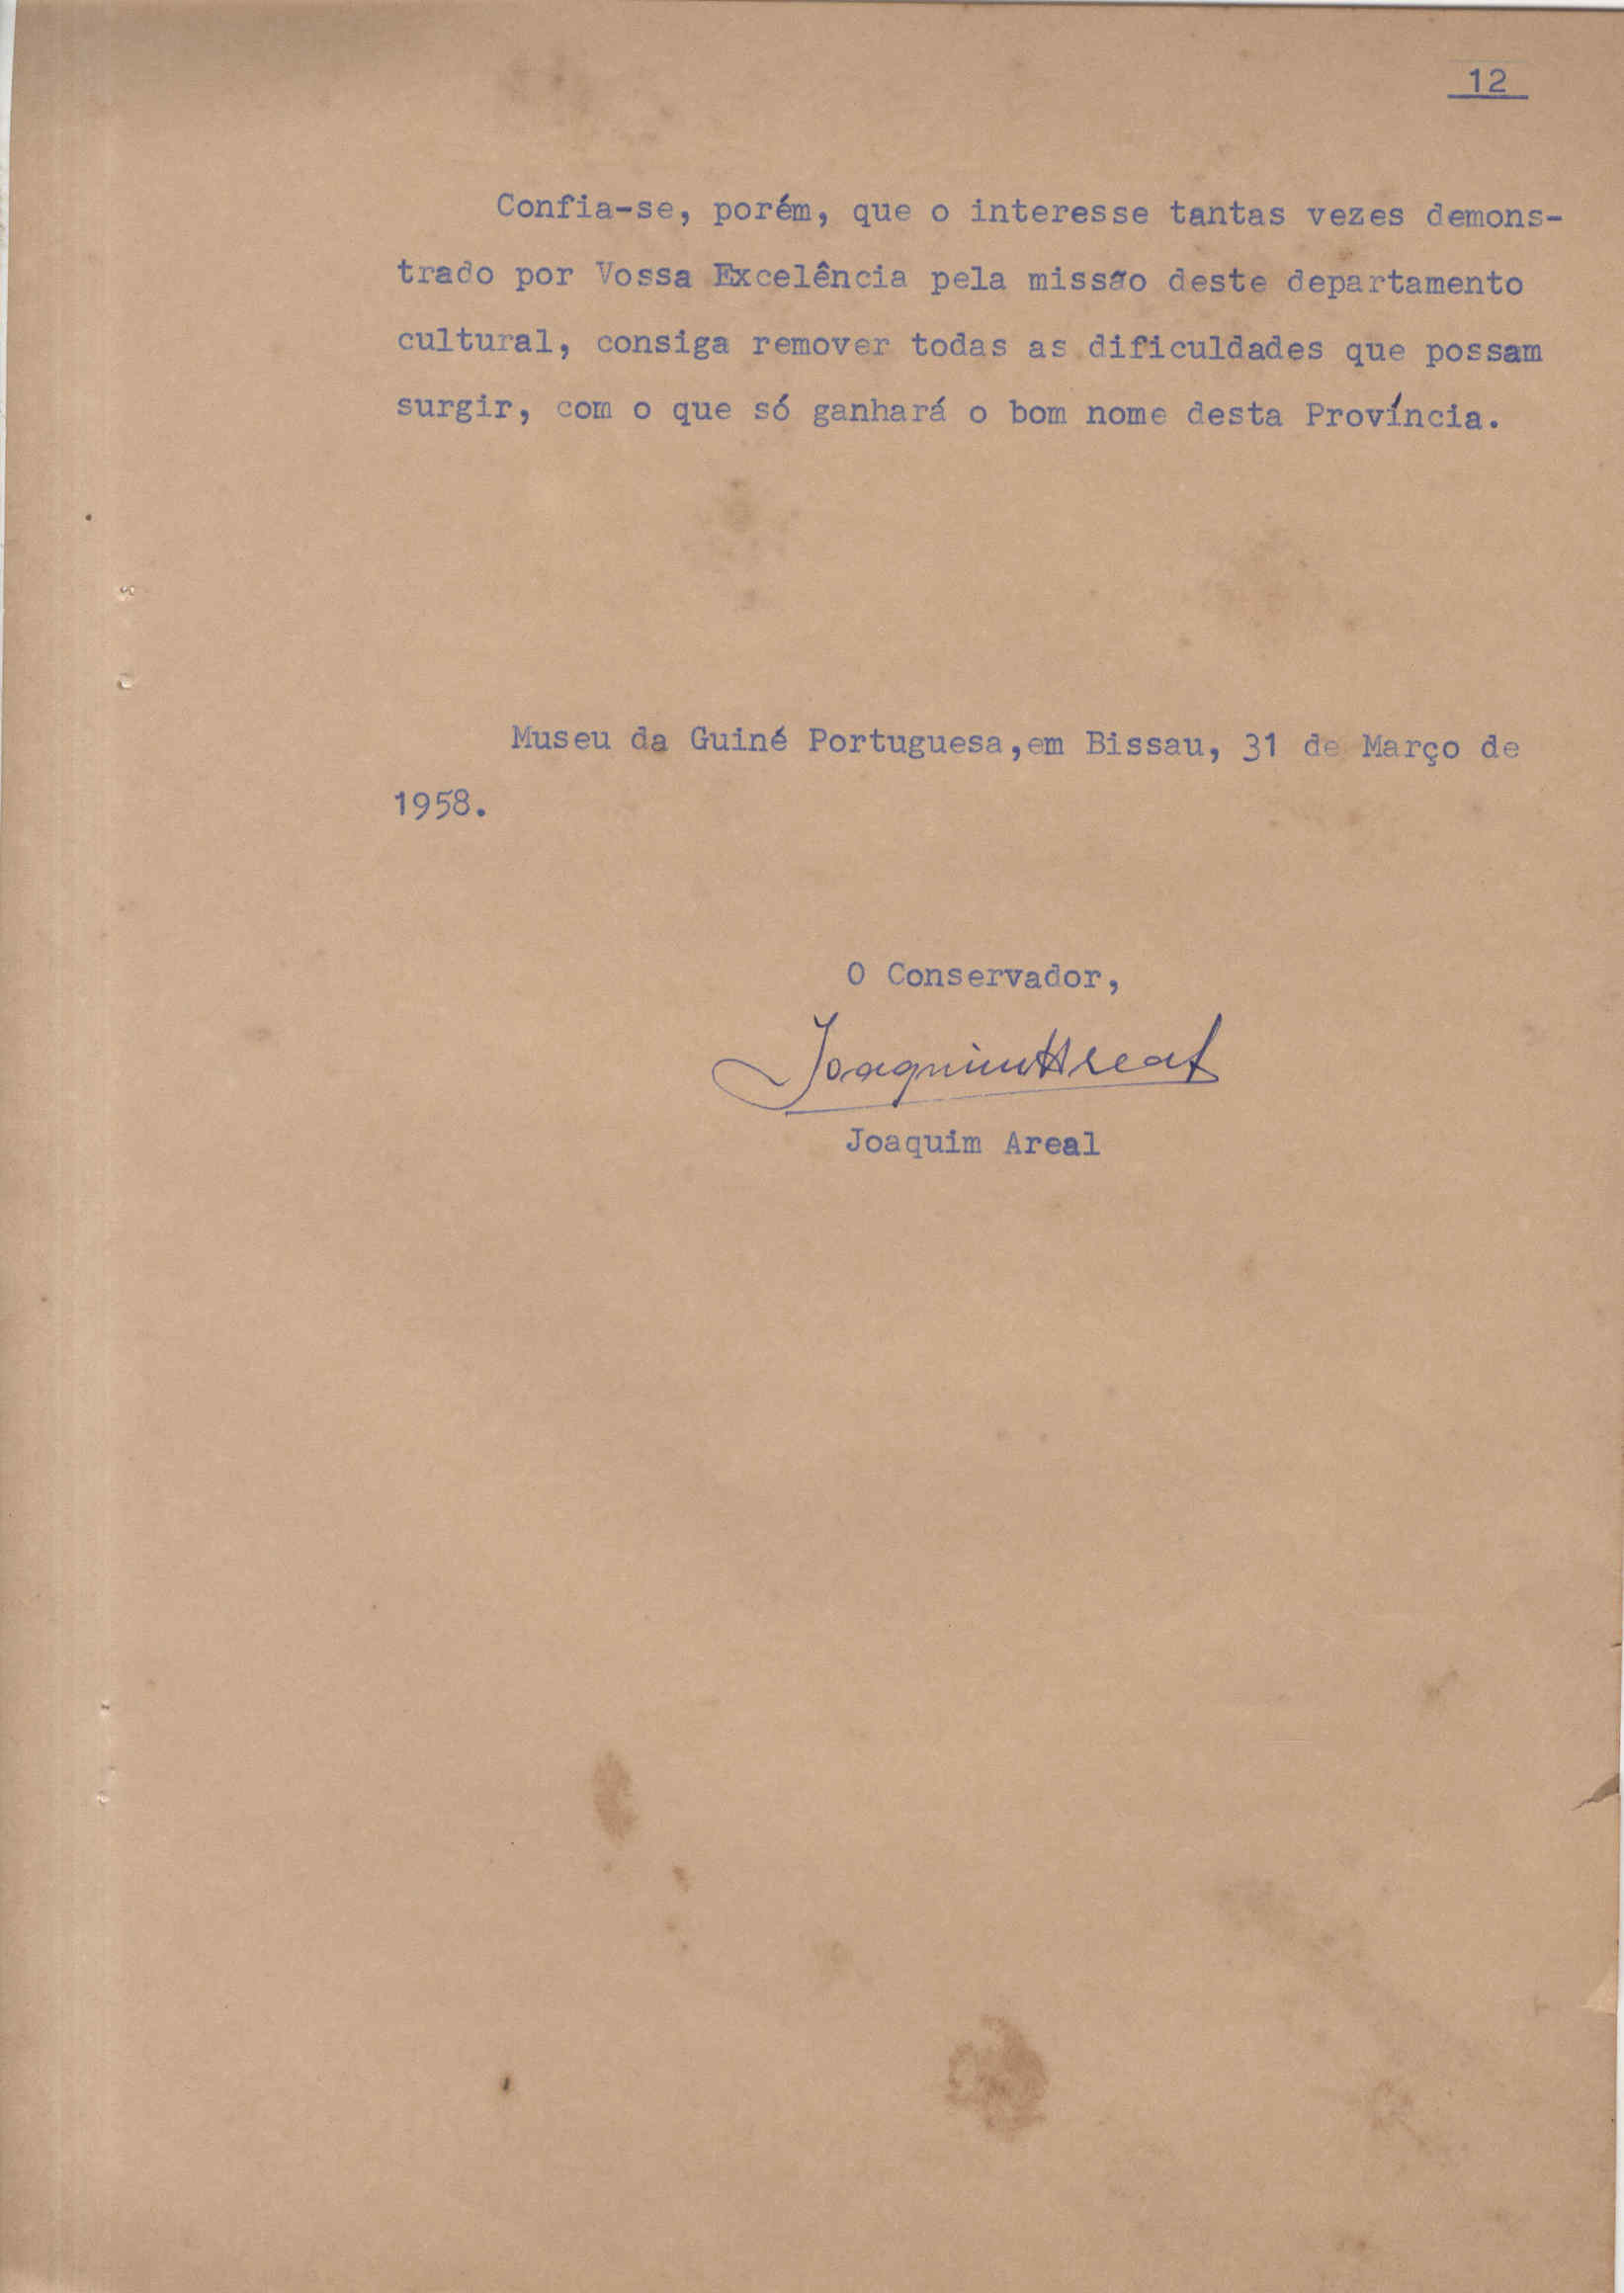 12
Confia-se, porém, que o interesse tantas vezes demons-
trado por Vossa Excelência pela missão deste departamento
cultural, consiga remover todas as dificuldades que possam
surgir, com o que só ganhará o bom nome desta Província.
Museu da Guiné Portuguesa,em Bissau, 31 de Março de
1958.
O Conservador,
Joaquim Areal
Joaquim Areal